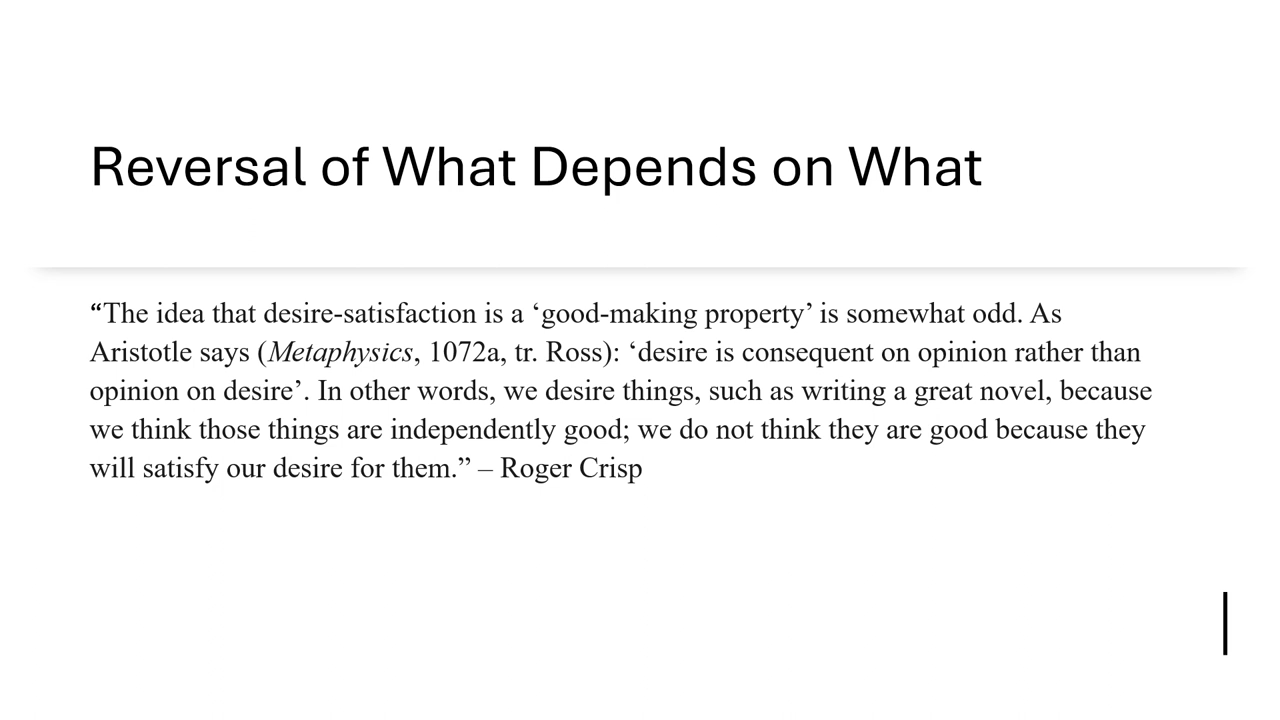 Reversal of What Depends on What
“The idea that desire-satisfaction is a ‘good-making property’ is somewhat odd. As
Aristotle says (Metaphysics, 1072a, tr. Ross): ‘desire is consequent on opinion rather than
opinion on desire’. In other words, we desire things, such as writing a great novel, because
we think those things are independently good; we do not think they are good because they
will satisfy our desire for them.” – Roger Crisp